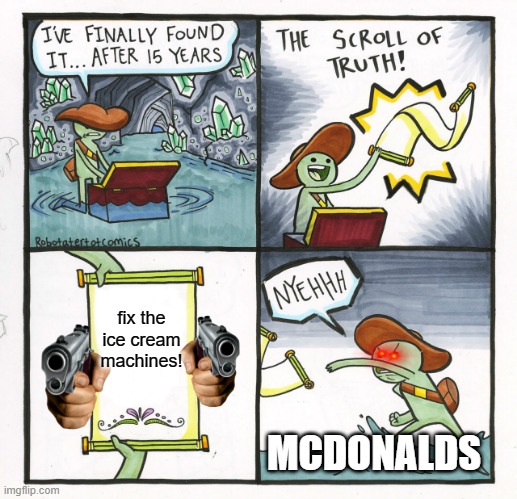 I'VE FINALLY FOUND
IT... AFTER 15 YEARS
THE SCROLL OF
TRUTH!
Robotatertotcomics
fix the
ice cream
machines!
NYEHHH
MCDONALDS
imgflip.com